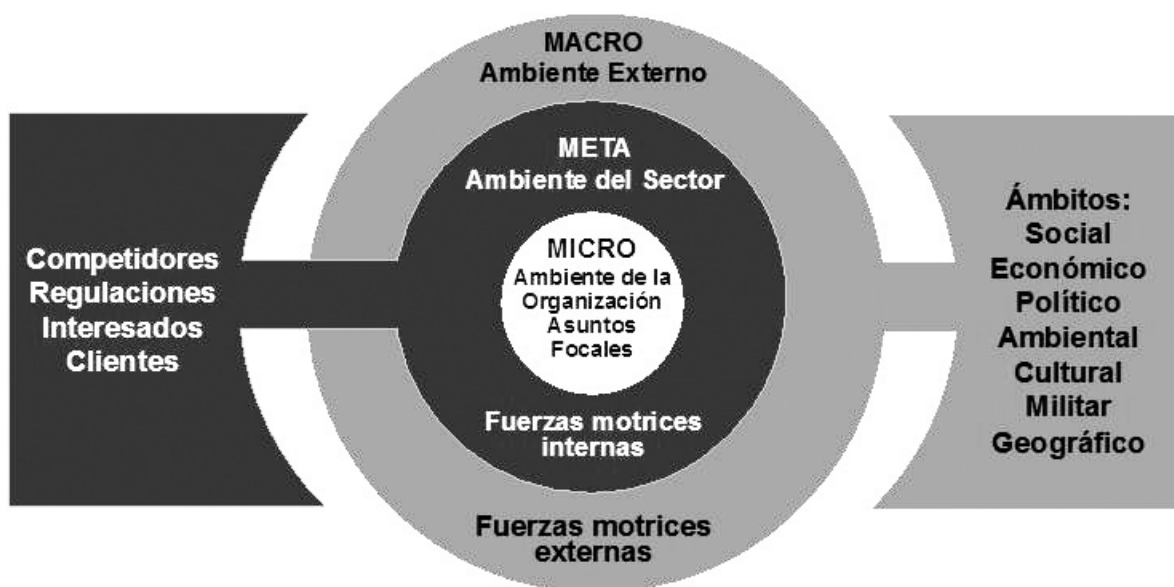 MACRO
Ambiente Externo
META
Ambiente del Sector
MICRO
Ambiente de la
Organización
Asuntos
Focales
Fuerzas motrices
internas
Fuerzas motrices
externas
Competidores
Regulaciones
Interesados
Clientes
Ámbitos:
Social
Económico
Político
Ambiental
Cultural
Militar
Geográfico